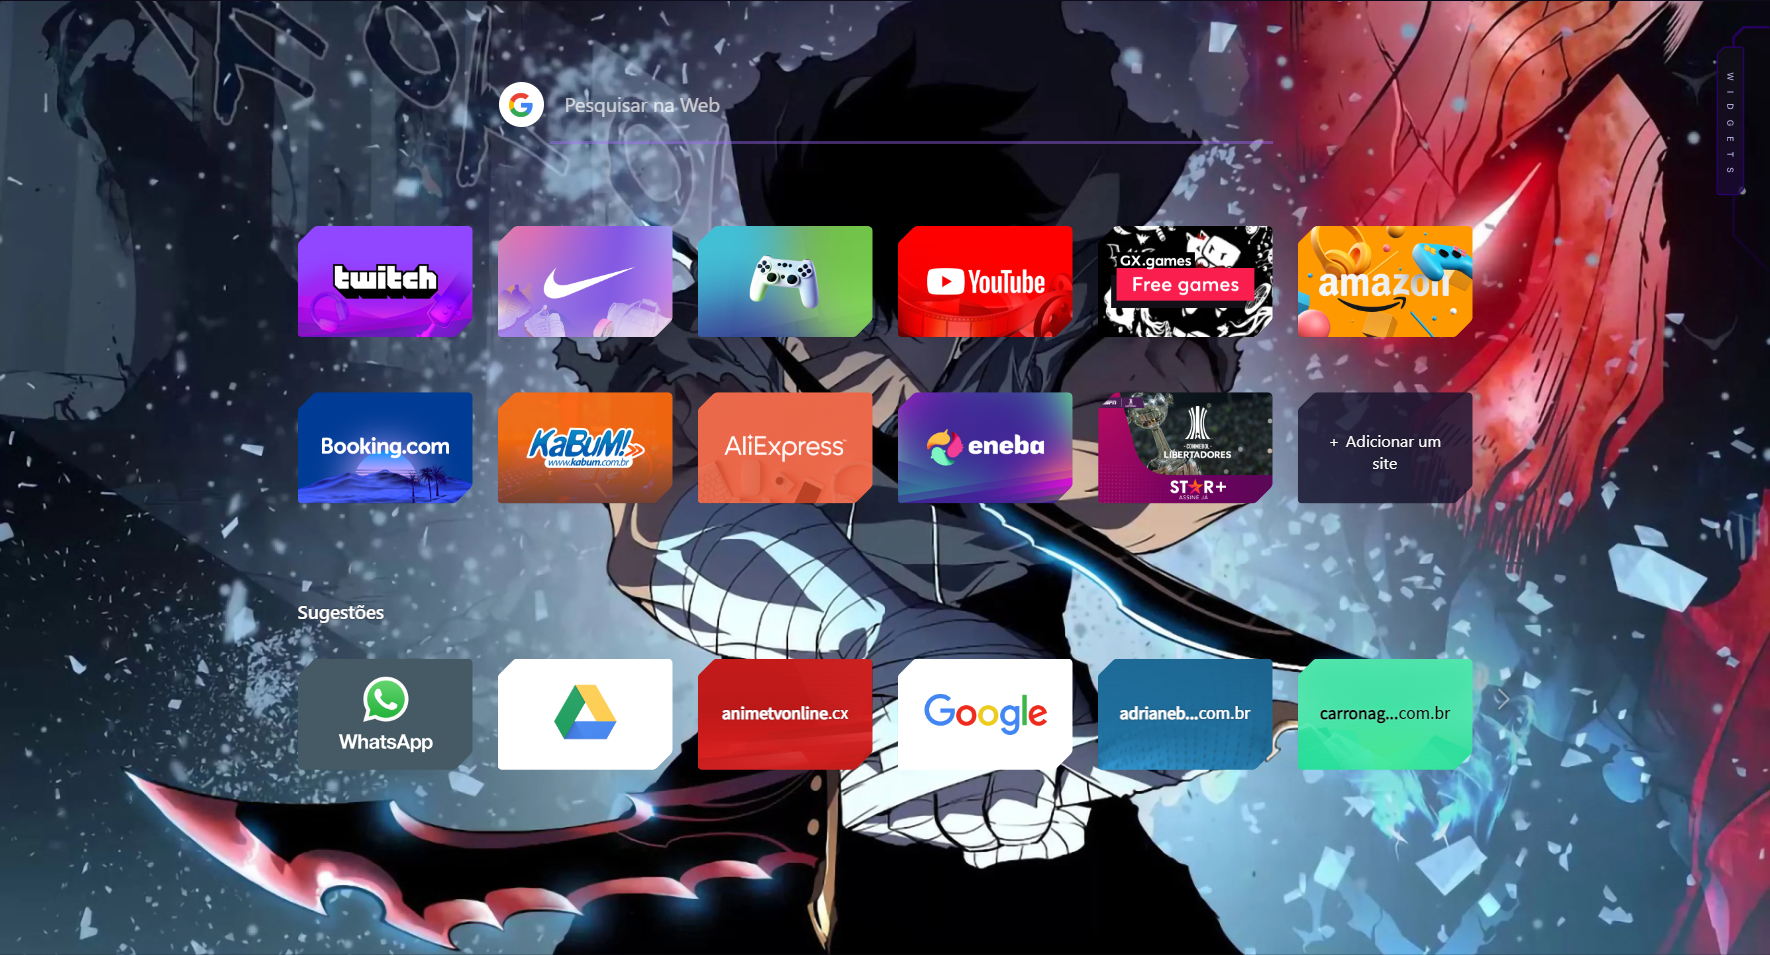 Pesquisar na Web
WIDGETS
twitch
YouTube
GX.games
Free games
amazon
Booking.com
KaBuM!
www.kabum.com.br
AliExpress
eneba
ESPN
CONMEBOL
LIBERTADORES
STAR+
ASSINE JÁ
+ Adicionar um
site
Sugestões
WhatsApp
animetvonline.cx
Google
adrianeb...com.br
carronag...com.br